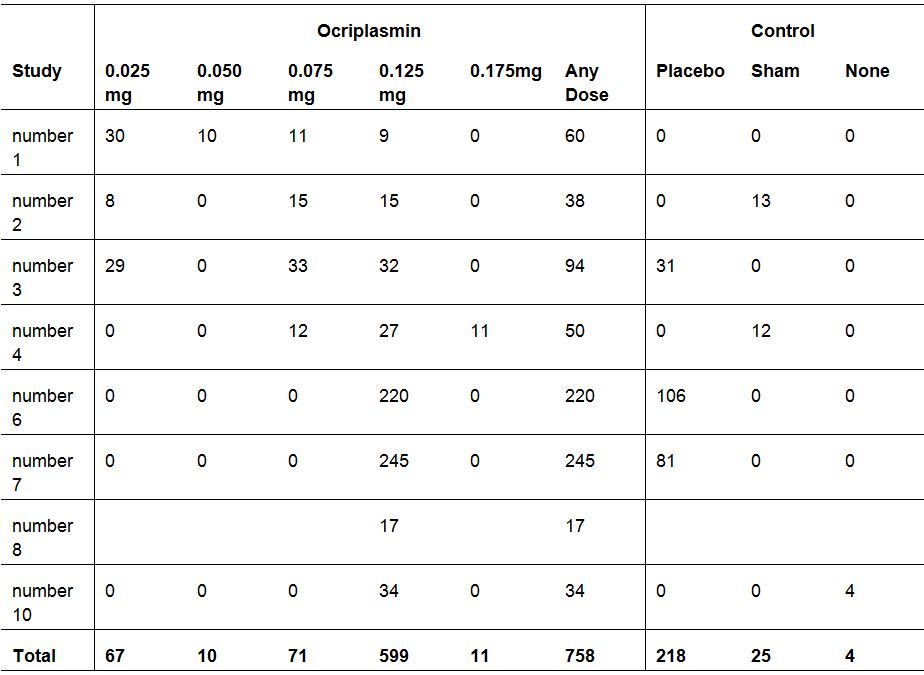 Ocriplasmin Control
Study 0.025 0.050 0.075 0.125 0.175mg Any Placebo Sham None
mg mg mg mg Dose
number 30 10 11 9 0 60 0 0 0
1
number 8 0 15 15 0 38 0 13 0
2
number 29 0 33 32 0 94 31 0 0
3
number 0 0 12 27 11 50 0 12 0
4
number 0 0 0 220 0 220 106 0 0
6
number 0 0 0 245 0 245 81 0 0
7
number 17 17
8
number 0 0 0 34 0 34 0 0 4
10
Total 67 10 71 599 11 758 218 25 4